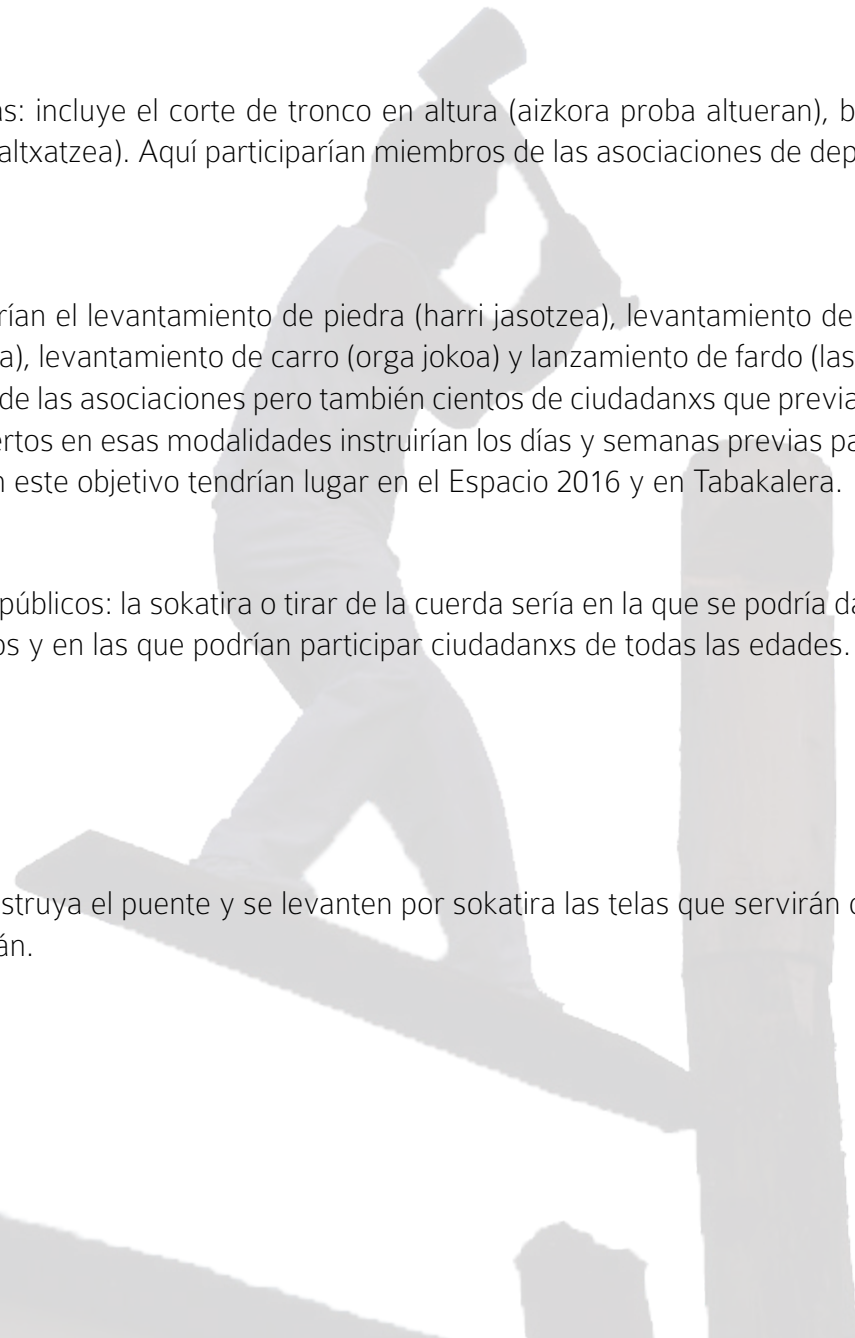 as: incluye el corte de tronco en altura (aizkora proba altueran), b
altxatzea). Aquí participarían miembros de las asociaciones de dep
rían el levantamiento de piedra (harri jasotzea), levantamiento de
a), levantamiento de carro (orga jokoa) y lanzamiento de fardo (las
de las asociaciones pero también cientos de ciudadanxs que previa
ertos en esas modalidades instruirían los días y semanas previas pa
n este objetivo tendrían lugar en el Espacio 2016 y en Tabakalera.
públicos: la sokatira o tirar de la cuerda sería en la que se podría da
os y en las que podrían participar ciudadanxs de todas las edades.
struya el puente y se levanten por sokatira las telas que servirán c
án.